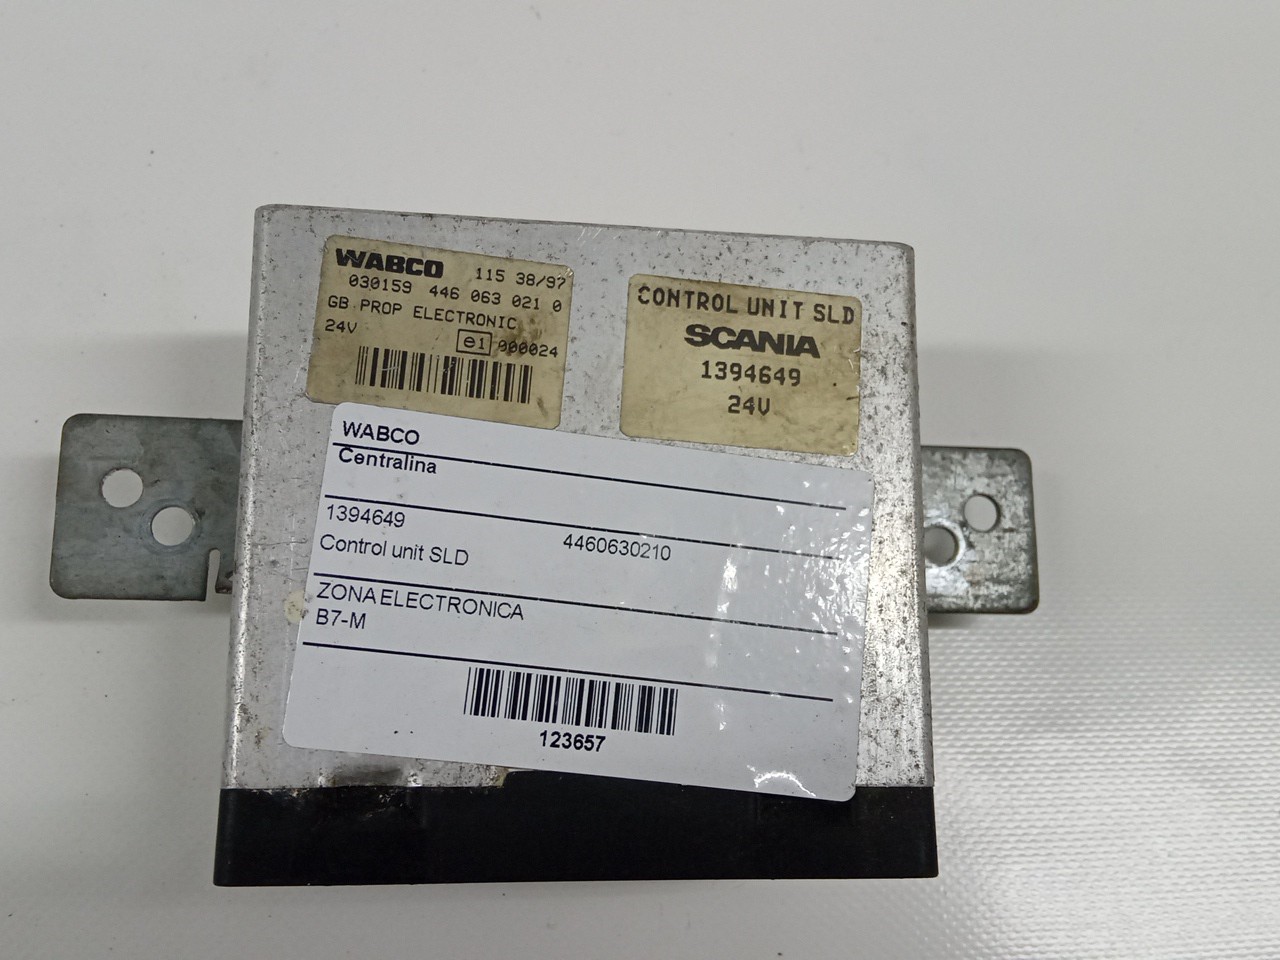 WABCO 115 38/97
030159 446 063 021 0
GB PROP ELECTRONIC
24V e1 000024
CONTROL UNIT SLD
SCANIA
1394649
24V
WABCO
Centralina
1394649 4460630210
Control unit SLD
ZONA ELECTRONICA
B7-M
123657